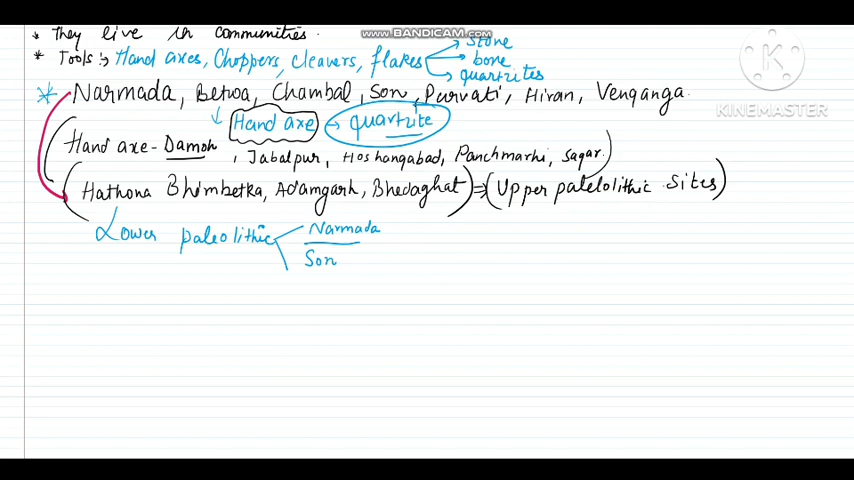 www.BANDICAM.com
* They live in communities.
* Tools :> Hand axes, Choppers, cleavers, flakes
→ Stone
→ bone
→ quartzites
* Narmada, Betwa, Chambal, Son, Parvati, Hiran, Venganga.
↓ Hand axe → quartzite
KINEMASTER
(Hand axe - Damoh, Jabalpur, Hoshangabad, Panchmarhi, sagar.)
(Hathona Bhimbetka, Adamgarh, Bhedaghat) ⇒ (Upper palelolithic sites)
Lower paleolithic
Narmada
Son